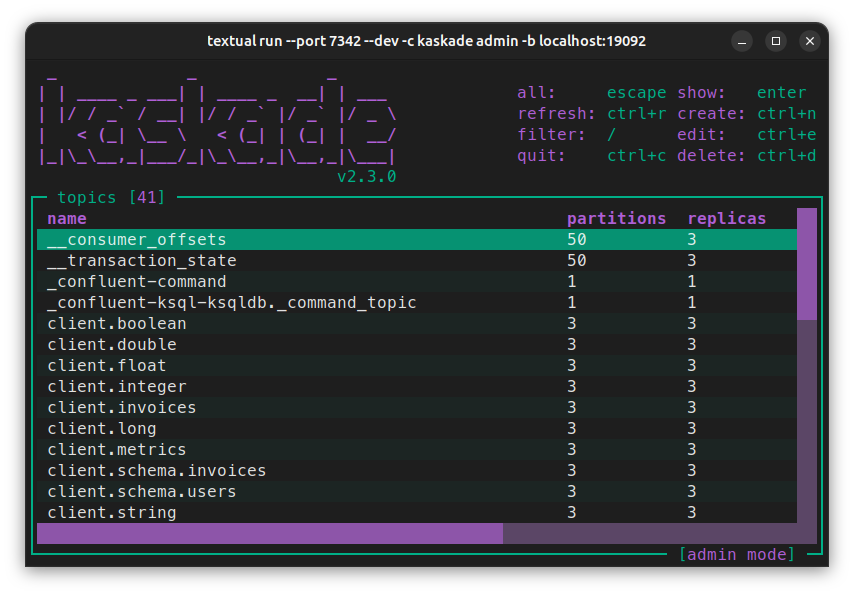 textual run --port 7342 --dev -c kaskade admin -b localhost:19092
kaskade
all: escape show: enter
refresh: ctrl+r create: ctrl+n
filter: / edit: ctrl+e
quit: ctrl+c delete: ctrl+d
v2.3.0
topics [41]
name partitions replicas
__consumer_offsets 50 3
__transaction_state 50 3
_confluent-command 1 1
_confluent-ksql-ksqldb._command_topic 1 1
client.boolean 3 3
client.double 3 3
client.float 3 3
client.integer 3 3
client.invoices 3 3
client.long 3 3
client.metrics 3 3
client.schema.invoices 3 3
client.schema.users 3 3
client.string 3 3
[admin mode]